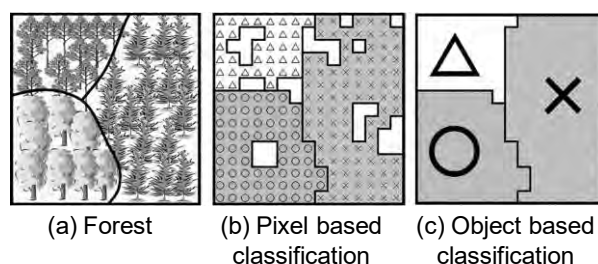 (a) Forest
(b) Pixel based
classification
(c) Object based
classification